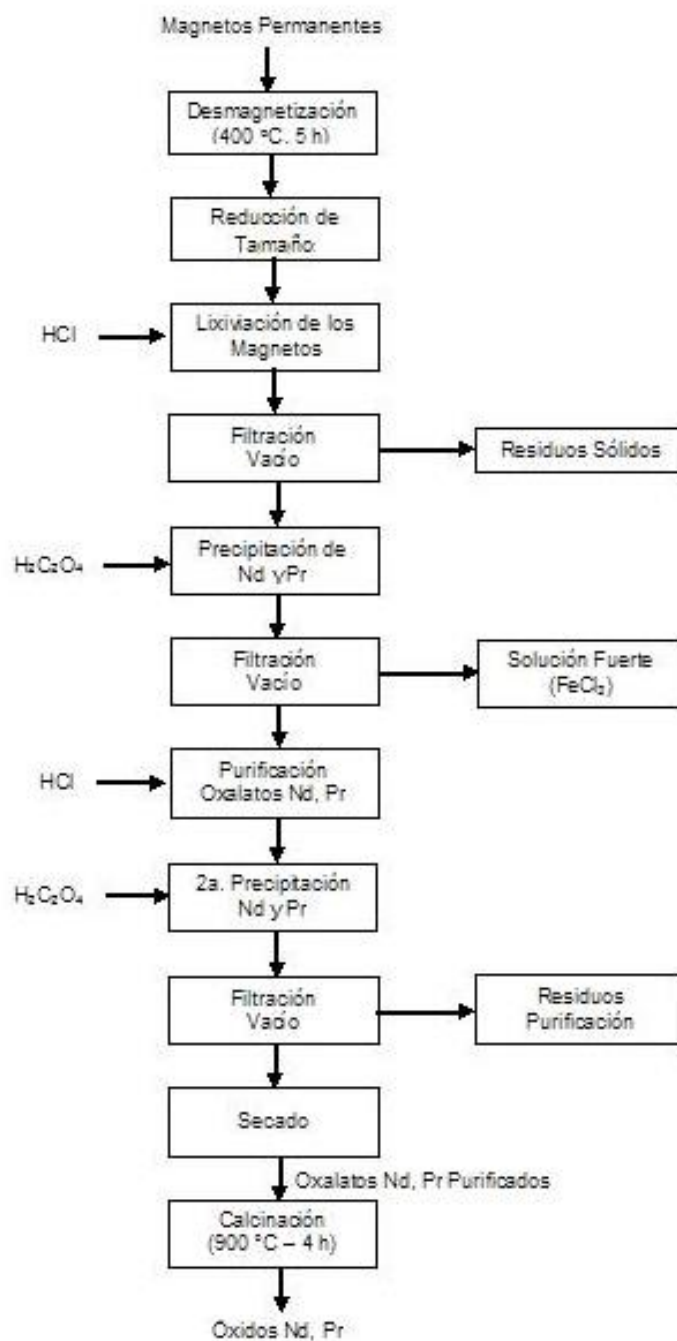 Magnetos Permanentes
Desmagnetización
(400 °C. 5 h)
Reducción de
Tamaño
HCl
Lixiviación de los
Magnetos
Filtración
Vacío
Residuos Sólidos
H₂C₂O₄
Precipitación de
Nd y Pr
Filtración
Vacío
Solución Fuerte
(FeCl₂)
HCl
Purificación
Oxalatos Nd, Pr
H₂C₂O₄
2a. Precipitación
Nd y Pr
Filtración
Vacío
Residuos
Purificación
Secado
Oxalatos Nd, Pr Purificados
Calcinación
(900 °C – 4 h)
Oxidos Nd, Pr